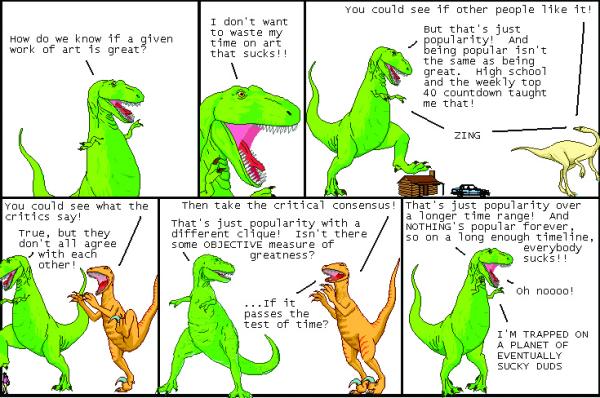 How do we know if a given
work of art is great?
I don't want
to waste my
time on art
that sucks!!
You could see if other people like it!
But that's just
popularity! And
being popular isn't
the same as being
great. High school
and the weekly top
40 countdown taught
me that!
ZING
You could see what the
critics say!
True, but they
don't all agree
with each
other!
Then take the critical consensus!
That's just popularity with a
different clique! Isn't there
some OBJECTIVE measure of
greatness?
...If it
passes the
test of time?
That's just popularity over
a longer time range! And
NOTHING's popular forever,
so on a long enough timeline,
everybody
sucks!!
Oh noooo!
I'M TRAPPED ON
A PLANET OF
EVENTUALLY
SUCKY DUDS